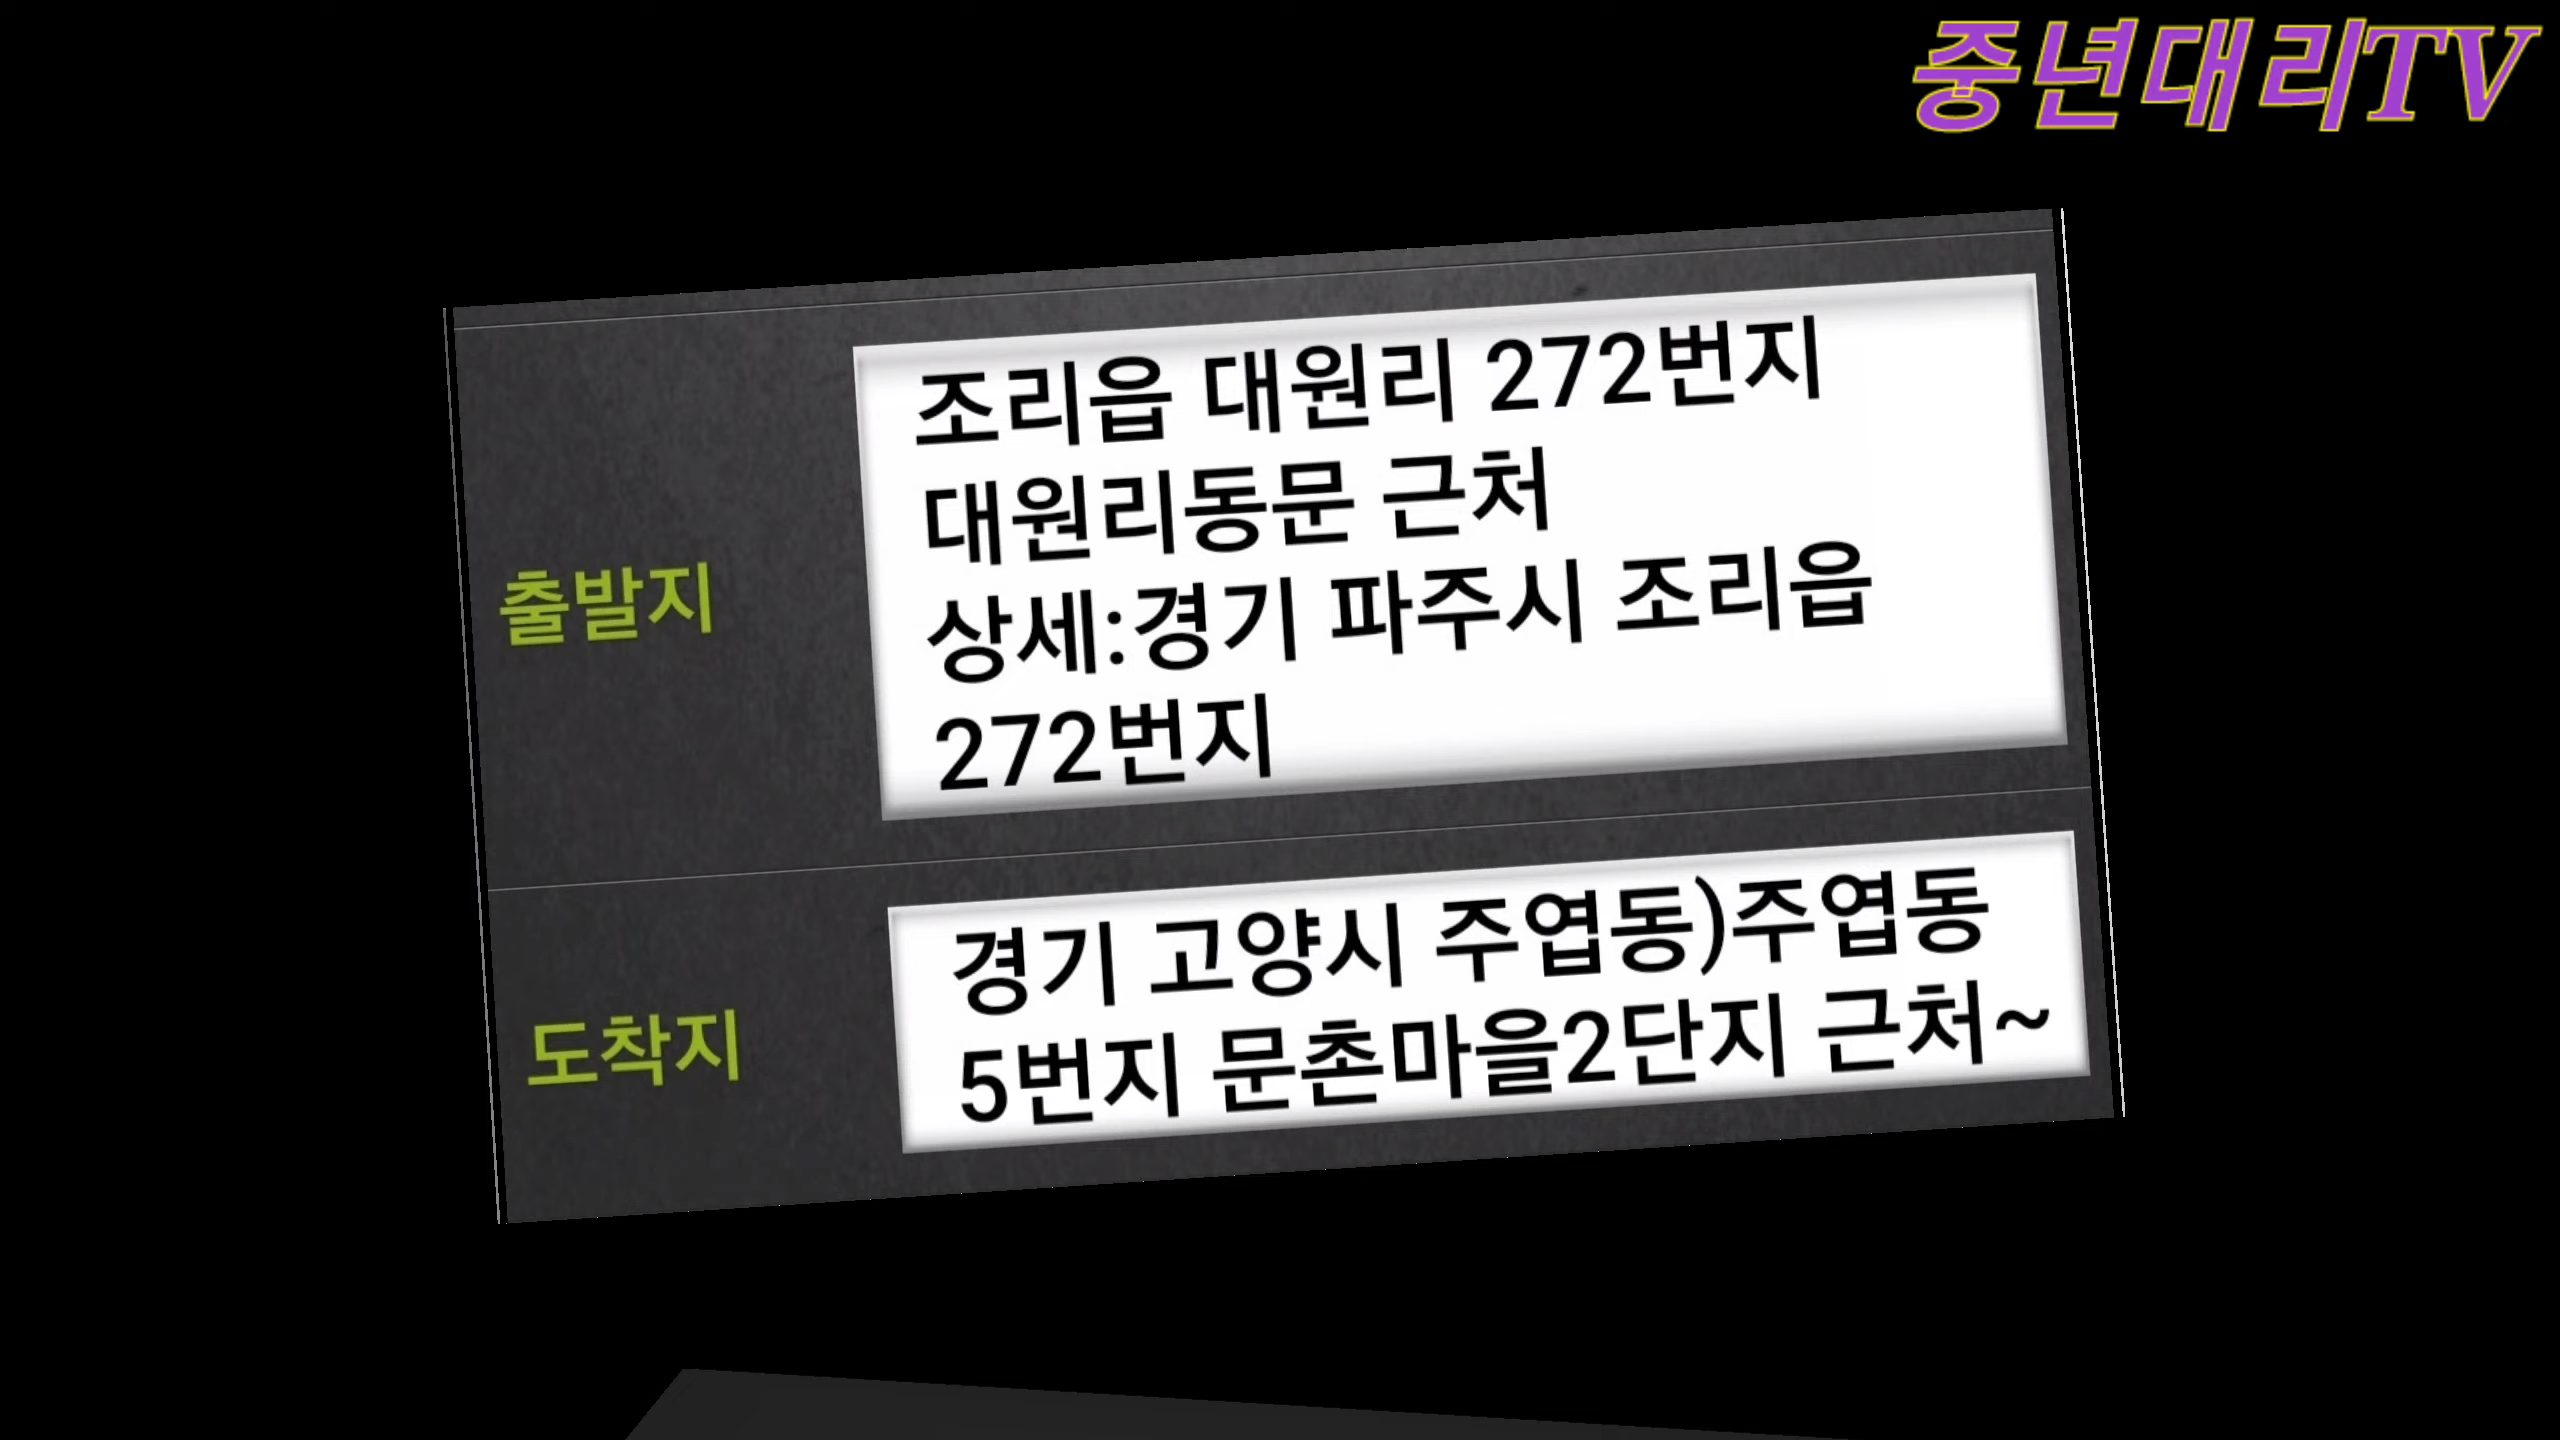 중년대리TV
조리읍 대원리 272번지
대원리동문 근처
출발지
상세:경기 파주시 조리읍
272번지
경기 고양시 주엽동)주엽동
도착지
5번지 문촌마을2단지 근처~